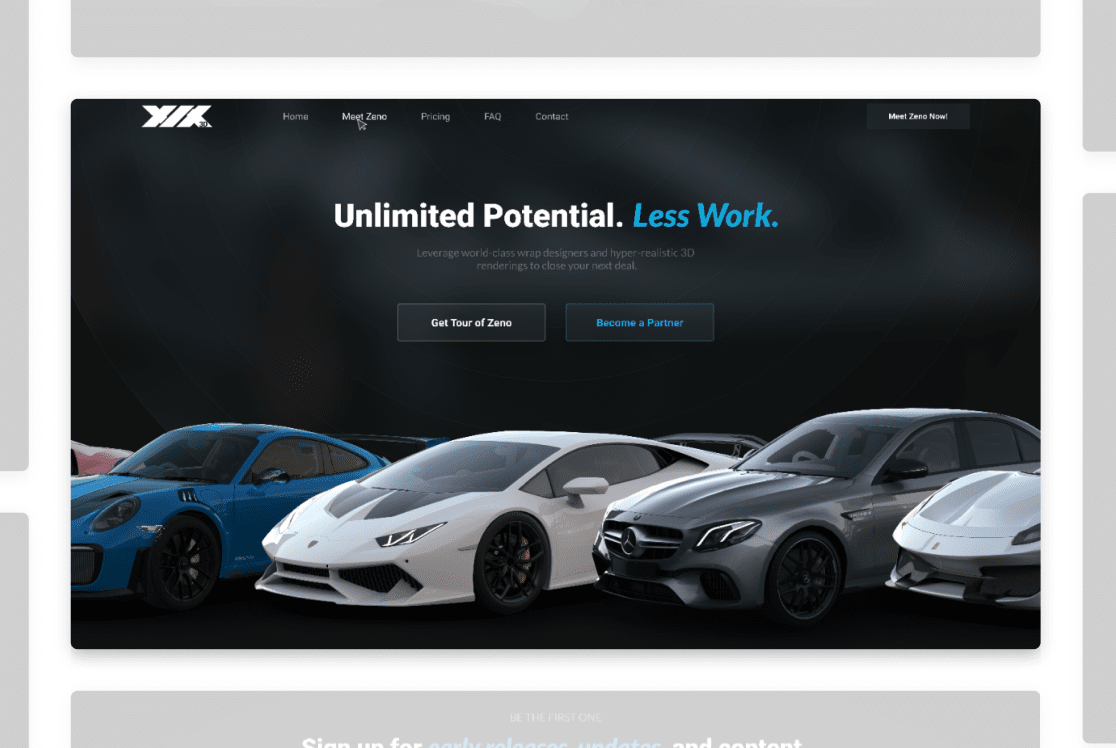 Home Meet Zeno Pricing FAQ Contact Meet Zeno Now!
Unlimited Potential. Less Work.
Leverage world-class wrap designers and hyper-realistic 3D
renderings to close your next deal.
Get Tour of Zeno Become a Partner
BE THE FIRST ONE
Sign up for early releases, updates, and content